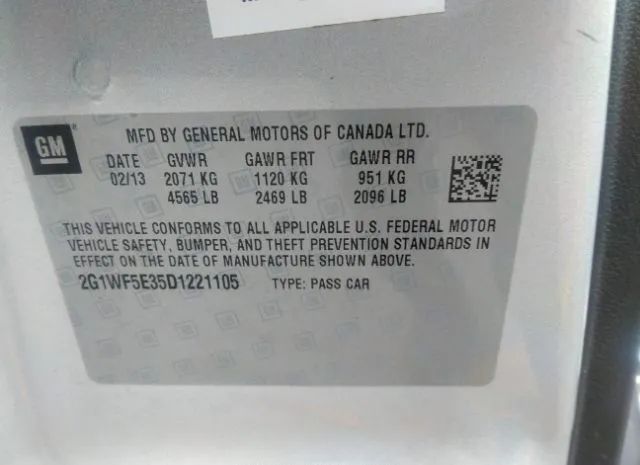 GM
MFD BY GENERAL MOTORS OF CANADA LTD.
DATE GVWR GAWR FRT GAWR RR
02/13 2071 KG 1120 KG 951 KG
4565 LB 2469 LB 2096 LB
THIS VEHICLE CONFORMS TO ALL APPLICABLE U.S. FEDERAL MOTOR
VEHICLE SAFETY, BUMPER, AND THEFT PREVENTION STANDARDS IN
EFFECT ON THE DATE OF MANUFACTURE SHOWN ABOVE.
2G1WF5E35D1221105 TYPE: PASS CAR